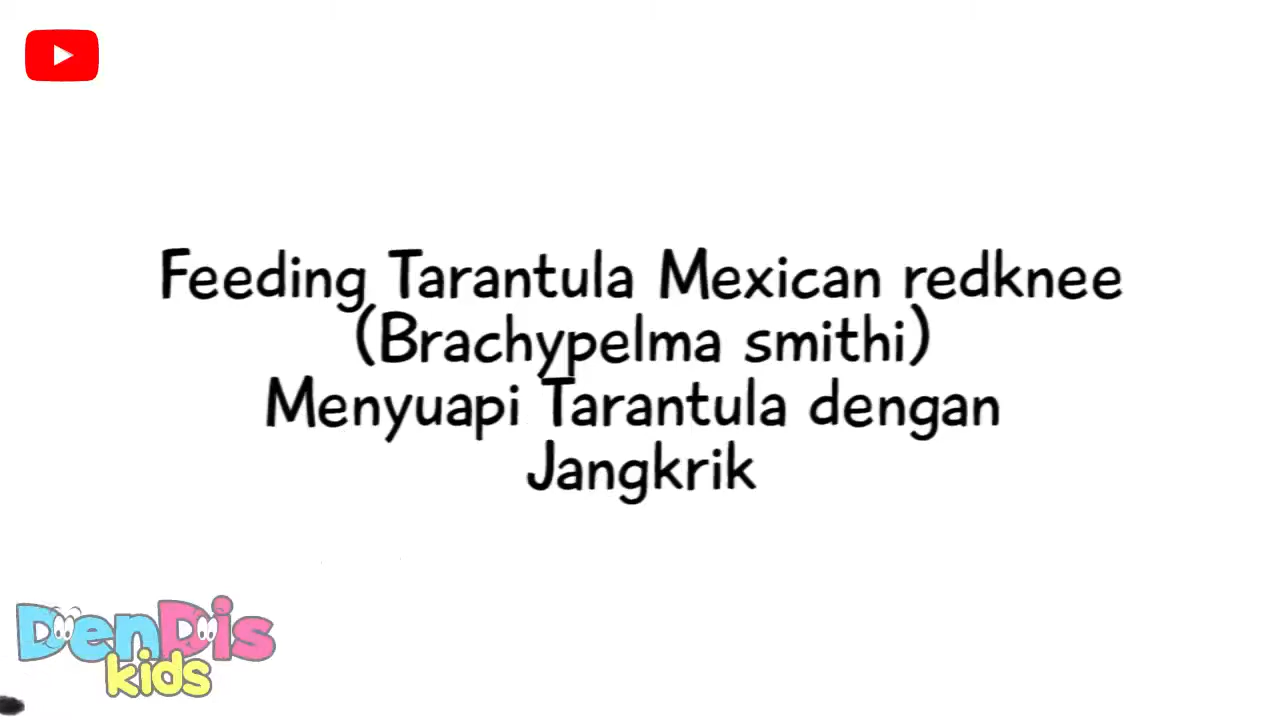 Feeding Tarantula Mexican redknee
(Brachypelma smithi)
Menyuapi Tarantula dengan
Jangkrik
DenDis
kids